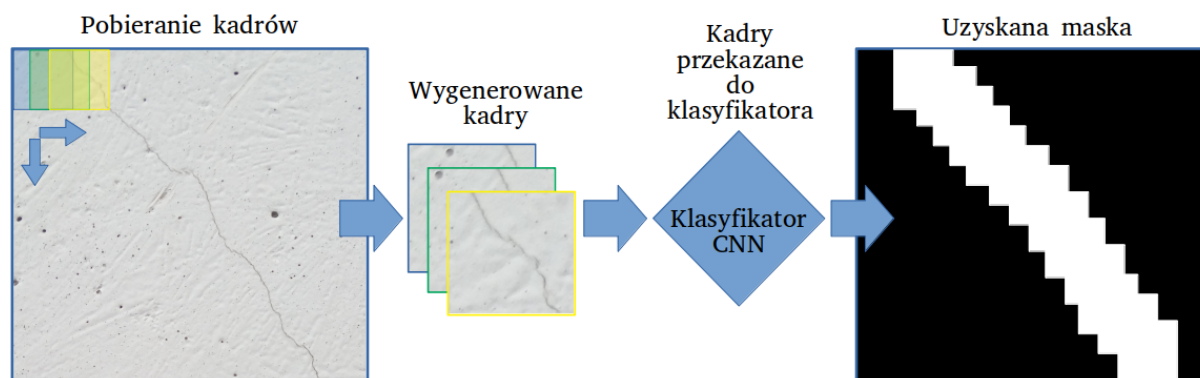 Pobieranie kadrów
Wygenerowane
kadry
Kadry
przekazane
do
klasyfikatora
Klasyfikator
CNN
Uzyskana maska